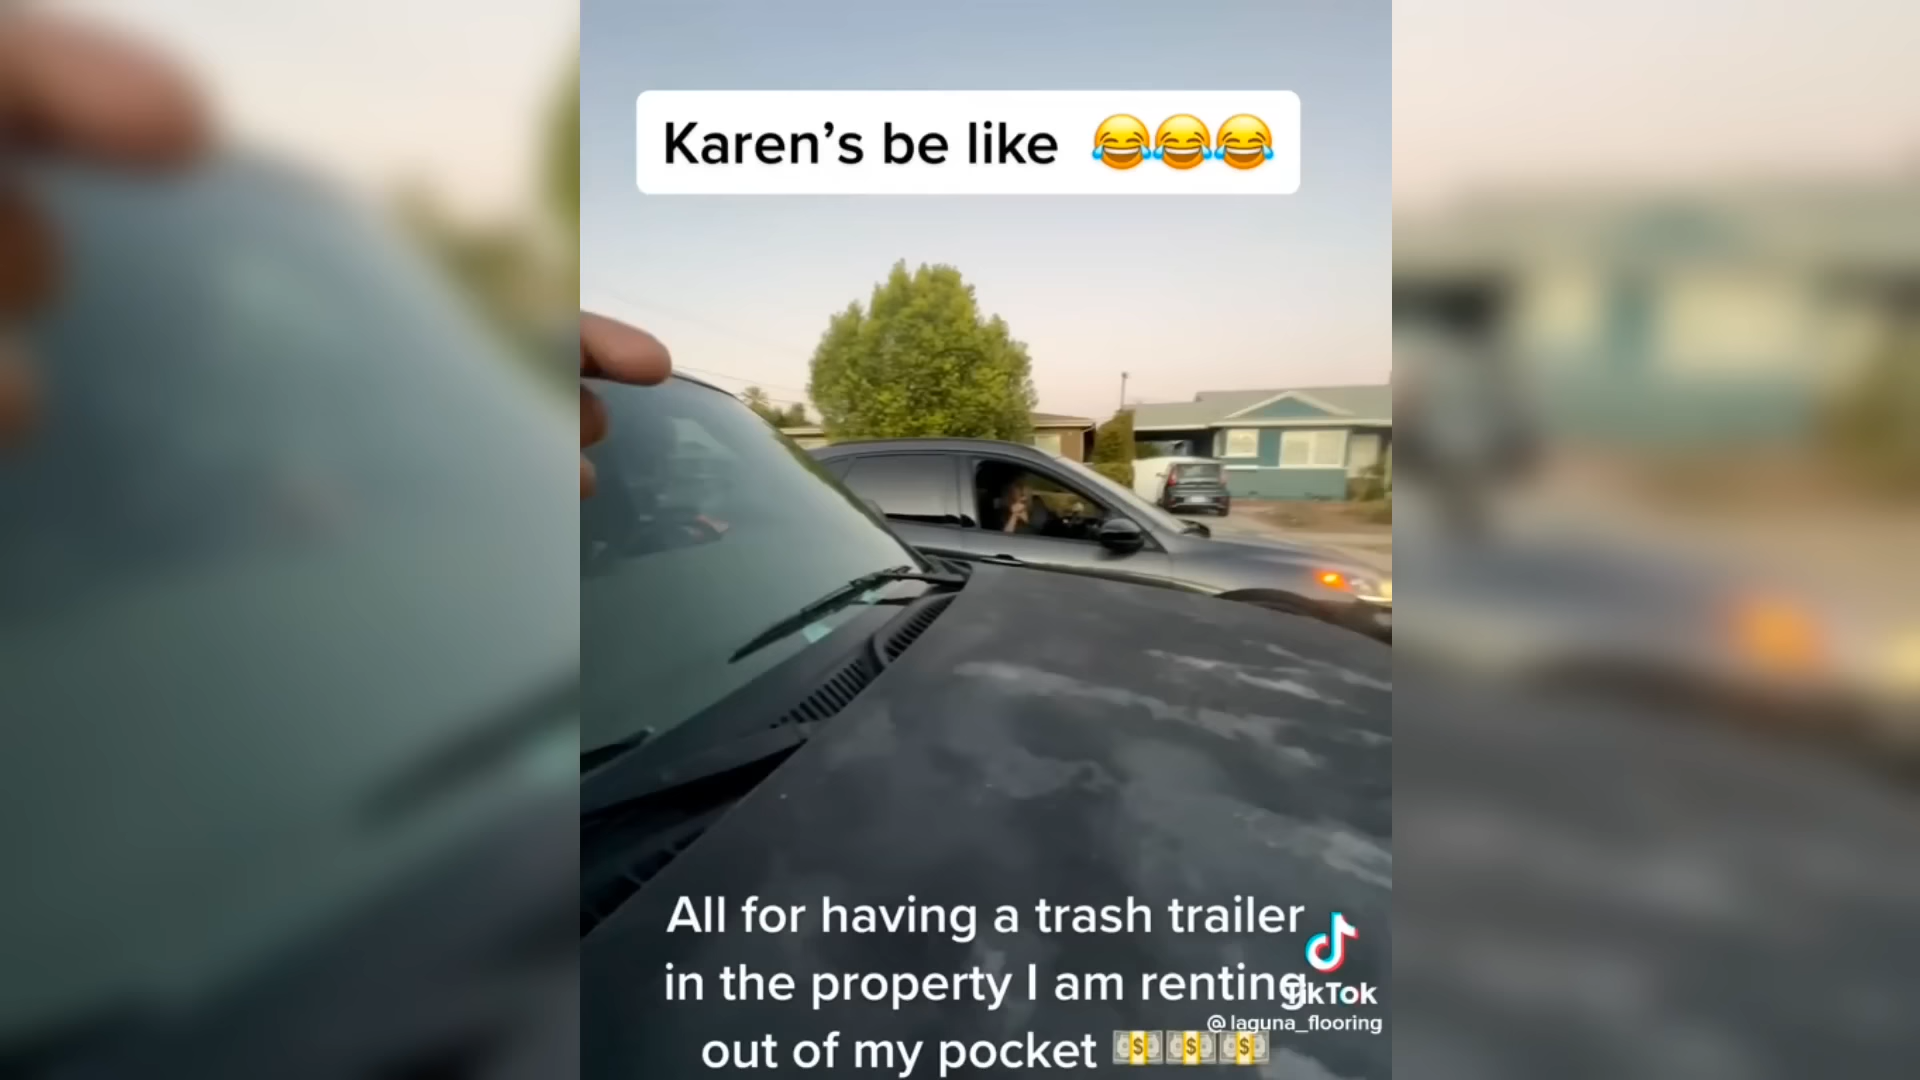 Karen’s be like 😂😂😂
All for having a trash trailer
in the property I am renting
out of my pocket 💵💵💵
TikTok
@laguna_flooring